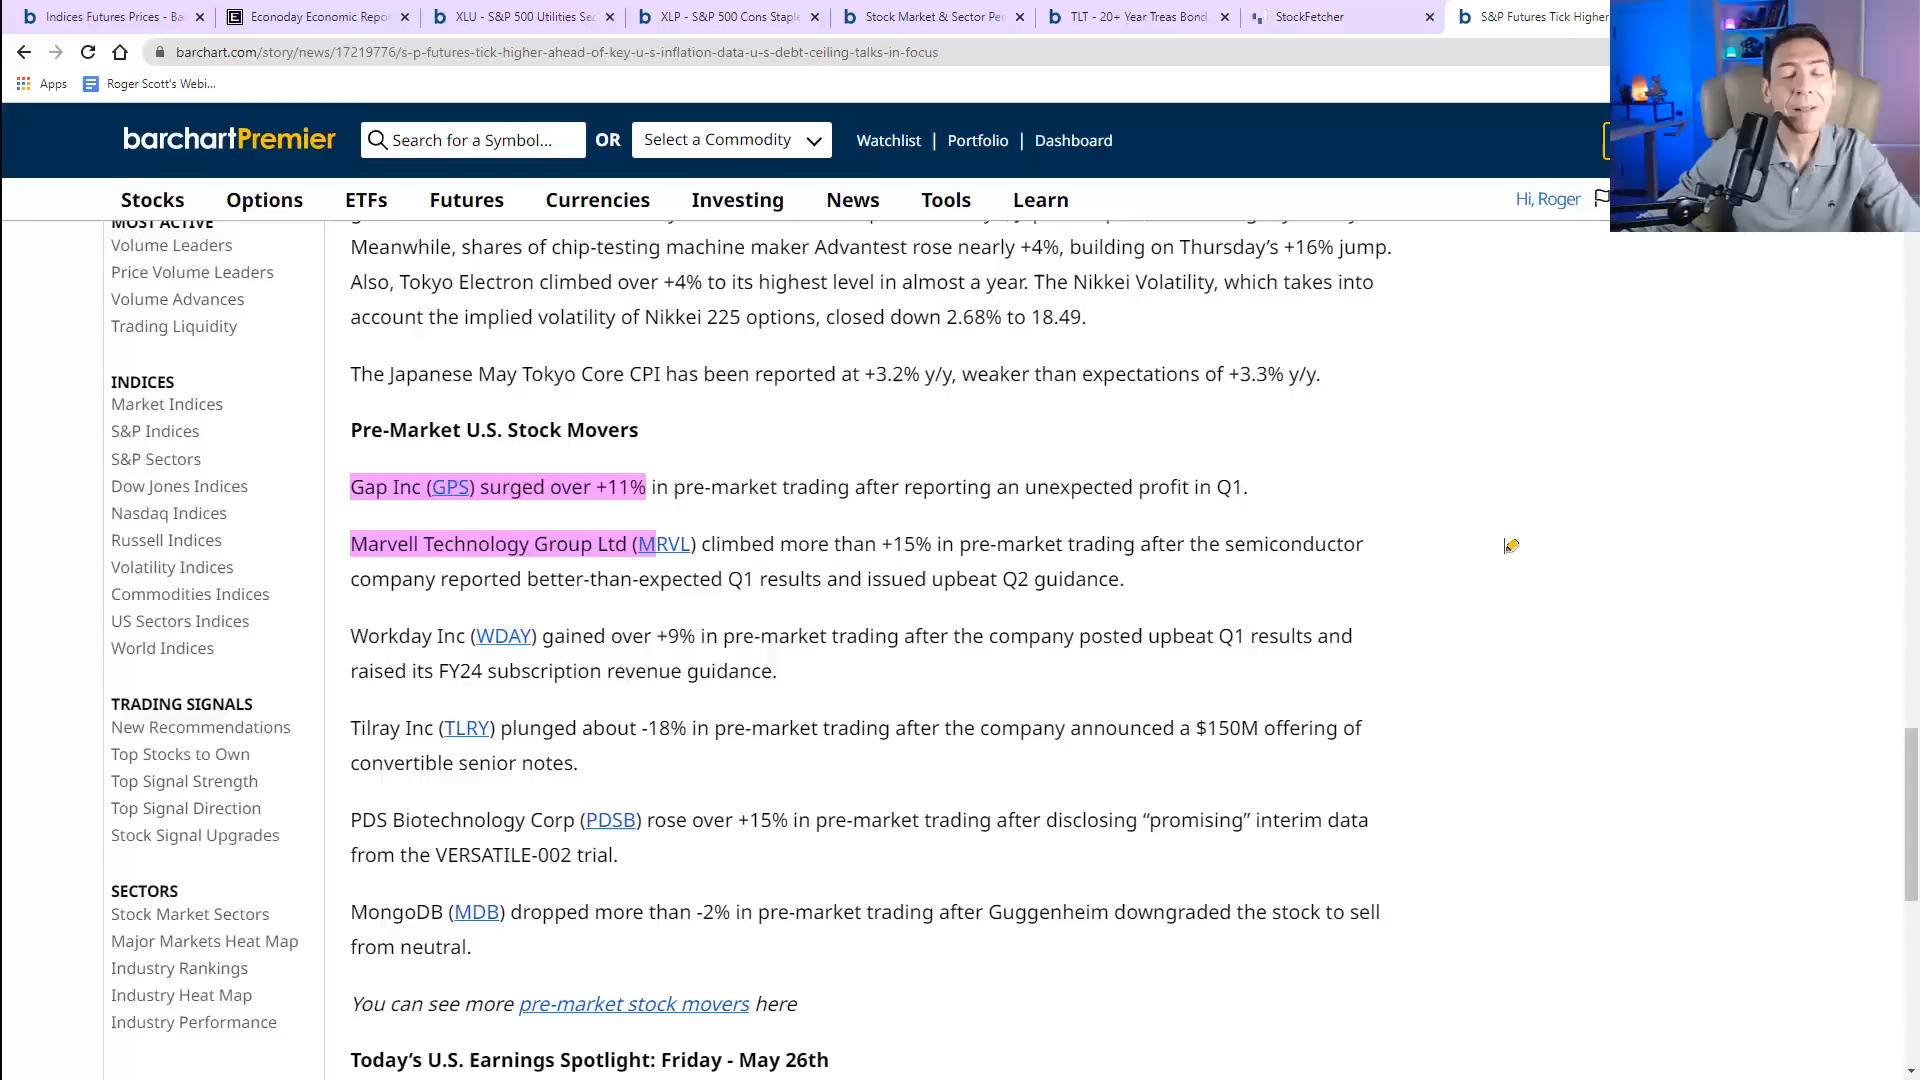 Indices Futures Prices - Ba
Econoday Economic Repo
XLU - S&P 500 Utilities Sec
XLP - S&P 500 Cons Staple
Stock Market & Sector Per
TLT - 20+ Year Treas Bond
StockFetcher
S&P Futures Tick Higher
barchart.com/story/news/17219776/s-p-futures-tick-higher-ahead-of-key-u-s-inflation-data-u-s-debt-ceiling-talks-in-focus
Apps
Roger Scott's Webi...
barchartPremier
Search for a Symbol...
OR
Select a Commodity
Watchlist | Portfolio | Dashboard
Stocks Options ETFs Futures Currencies Investing News Tools Learn
Hi, Roger
MOST ACTIVE
Volume Leaders
Price Volume Leaders
Volume Advances
Trading Liquidity
INDICES
Market Indices
S&P Indices
S&P Sectors
Dow Jones Indices
Nasdaq Indices
Russell Indices
Volatility Indices
Commodities Indices
US Sectors Indices
World Indices
TRADING SIGNALS
New Recommendations
Top Stocks to Own
Top Signal Strength
Top Signal Direction
Stock Signal Upgrades
SECTORS
Stock Market Sectors
Major Markets Heat Map
Industry Rankings
Industry Heat Map
Industry Performance
Meanwhile, shares of chip-testing machine maker Advantest rose nearly +4%, building on Thursday’s +16% jump.
Also, Tokyo Electron climbed over +4% to its highest level in almost a year. The Nikkei Volatility, which takes into
account the implied volatility of Nikkei 225 options, closed down 2.68% to 18.49.
The Japanese May Tokyo Core CPI has been reported at +3.2% y/y, weaker than expectations of +3.3% y/y.
Pre-Market U.S. Stock Movers
Gap Inc (GPS) surged over +11% in pre-market trading after reporting an unexpected profit in Q1.
Marvell Technology Group Ltd (MRVL) climbed more than +15% in pre-market trading after the semiconductor
company reported better-than-expected Q1 results and issued upbeat Q2 guidance.
Workday Inc (WDAY) gained over +9% in pre-market trading after the company posted upbeat Q1 results and
raised its FY24 subscription revenue guidance.
Tilray Inc (TLRY) plunged about -18% in pre-market trading after the company announced a $150M offering of
convertible senior notes.
PDS Biotechnology Corp (PDSB) rose over +15% in pre-market trading after disclosing “promising” interim data
from the VERSATILE-002 trial.
MongoDB (MDB) dropped more than -2% in pre-market trading after Guggenheim downgraded the stock to sell
from neutral.
You can see more pre-market stock movers here
Today’s U.S. Earnings Spotlight: Friday - May 26th